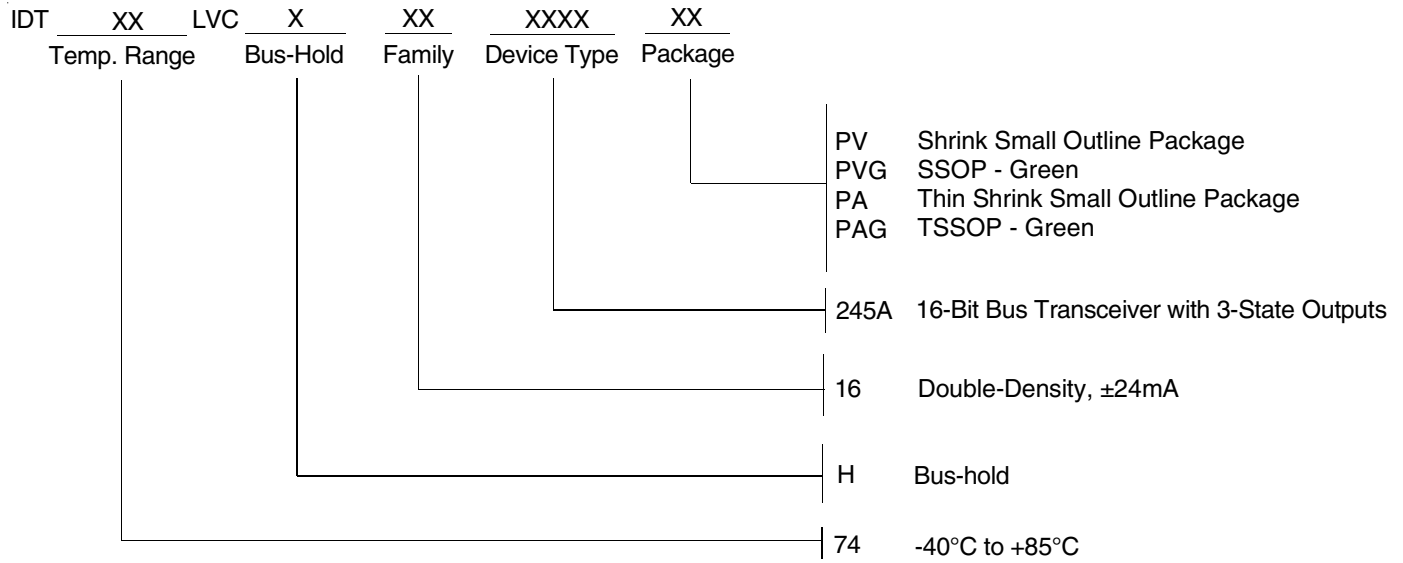 IDT XX LVC X XX XXXX XX
Temp. Range Bus-Hold Family Device Type Package
PV Shrink Small Outline Package
PVG SSOP - Green
PA Thin Shrink Small Outline Package
PAG TSSOP - Green
245A 16-Bit Bus Transceiver with 3-State Outputs
16 Double-Density, ±24mA
H Bus-hold
74 -40°C to +85°C